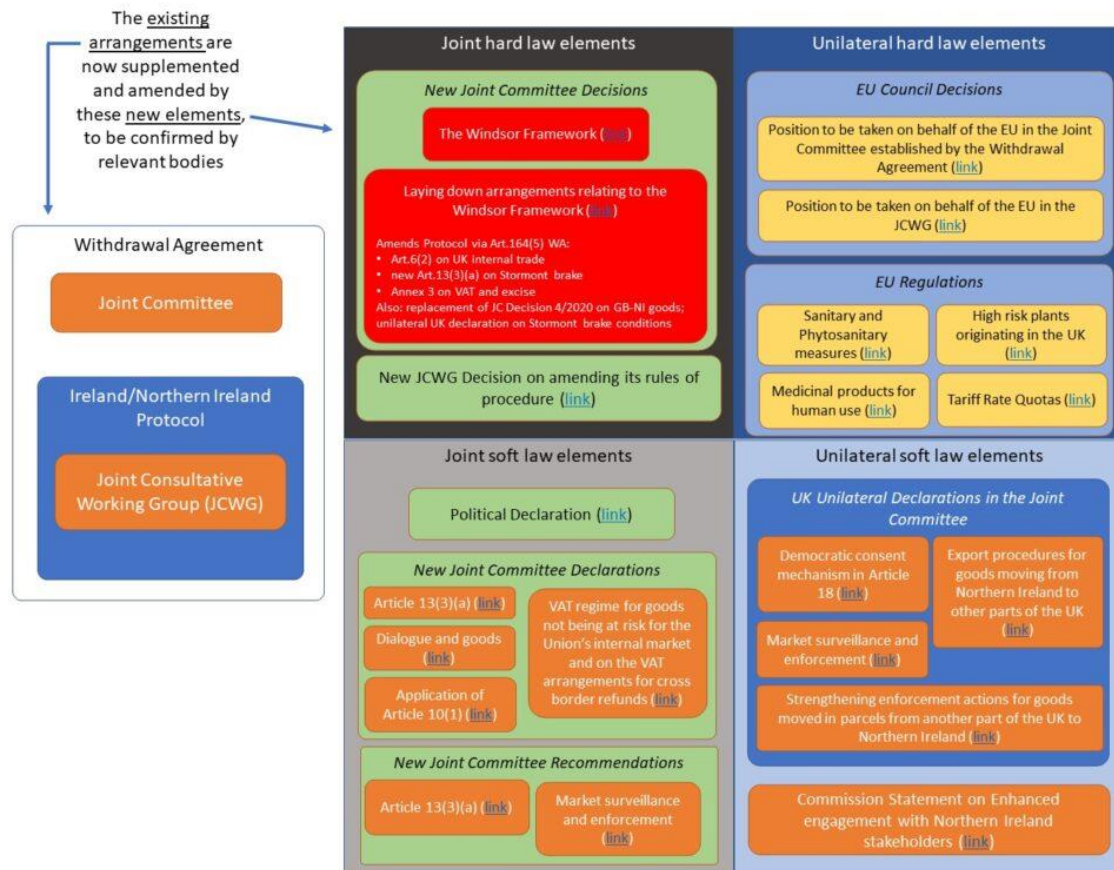 The existing
arrangements are
now supplemented
and amended by
these new elements,
to be confirmed by
relevant bodies
Withdrawal Agreement
Joint Committee
Ireland/Northern Ireland
Protocol
Joint Consultative
Working Group (JCWG)
Joint hard law elements
New Joint Committee Decisions
The Windsor Framework (link)
Laying down arrangements relating to the
Windsor Framework (link)
Amends Protocol via Art.164(5) WA:
• Art.6(2) on UK internal trade
• new Art.13(3)(a) on Stormont brake
• Annex 3 on VAT and excise
Also: replacement of JC Decision 4/2020 on GB-NI goods;
unilateral UK declaration on Stormont brake conditions
New JCWG Decision on amending its rules of
procedure (link)
Unilateral hard law elements
EU Council Decisions
Position to be taken on behalf of the EU in the Joint
Committee established by the Withdrawal
Agreement (link)
Position to be taken on behalf of the EU in the
JCWG (link)
EU Regulations
Sanitary and
Phytosanitary
measures (link)
High risk plants
originating in the UK
(link)
Medicinal products for
human use (link)
Tariff Rate Quotas (link)
Joint soft law elements
Political Declaration (link)
New Joint Committee Declarations
Article 13(3)(a) (link)
Dialogue and goods
(link)
Application of
Article 10(1) (link)
VAT regime for goods
not being at risk for the
Union's internal market
and on the VAT
arrangements for cross
border refunds (link)
New Joint Committee Recommendations
Article 13(3)(a) (link)
Market surveillance
and enforcement
(link)
Unilateral soft law elements
UK Unilateral Declarations in the Joint
Committee
Democratic consent
mechanism in Article
18 (link)
Export procedures for
goods moving from
Northern Ireland to
other parts of the UK
(link)
Market surveillance and
enforcement (link)
Strengthening enforcement actions for goods
moved in parcels from another part of the UK to
Northern Ireland (link)
Commission Statement on Enhanced
engagement with Northern Ireland
stakeholders (link)